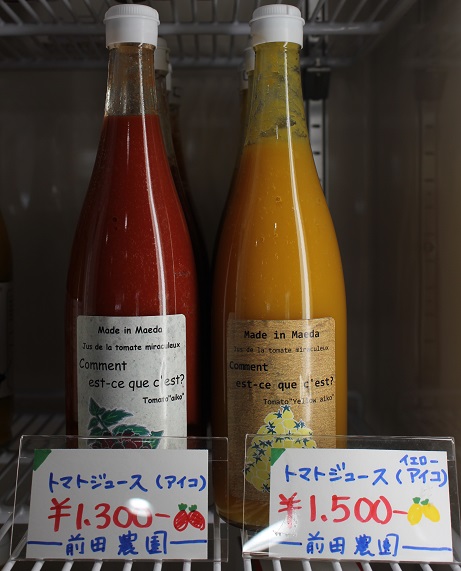 Made in Maeda
Jus de la tomate miraculeux
Comment
est-ce que c'est?
Tomato"aiko"
Made in Maeda
Jus de la tomate miraculeux
Comment
est-ce que c'est?
Tomato"Yellow aiko"
トマトジュース(アイコ)
¥1.300-
前田農園
イエロー
トマトジュース(アイコ)
¥1.500-
前田農園